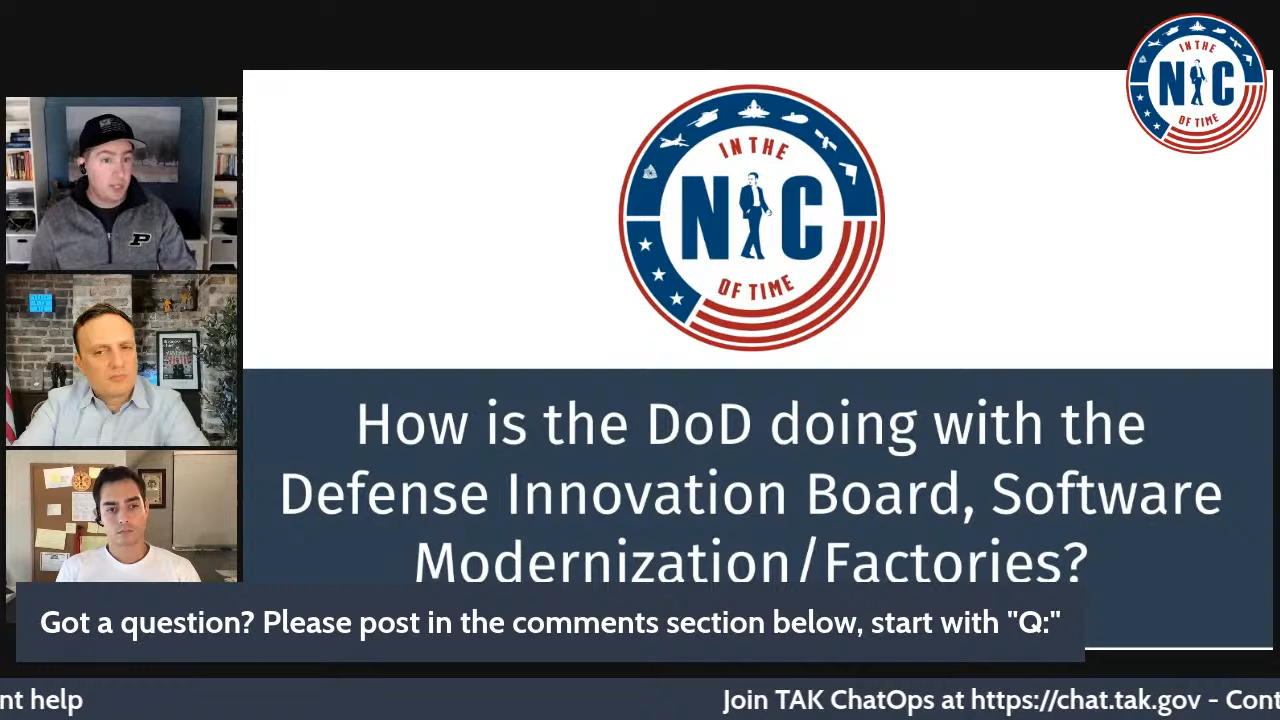 IN THE
NIC
OF TIME
IN THE
NIC
OF TIME
P
How is the DoD doing with the
Defense Innovation Board, Software
Modernization/Factories?
Got a question? Please post in the comments section below, start with "Q:"
nt help
Join TAK ChatOps at https://chat.tak.gov - Cont